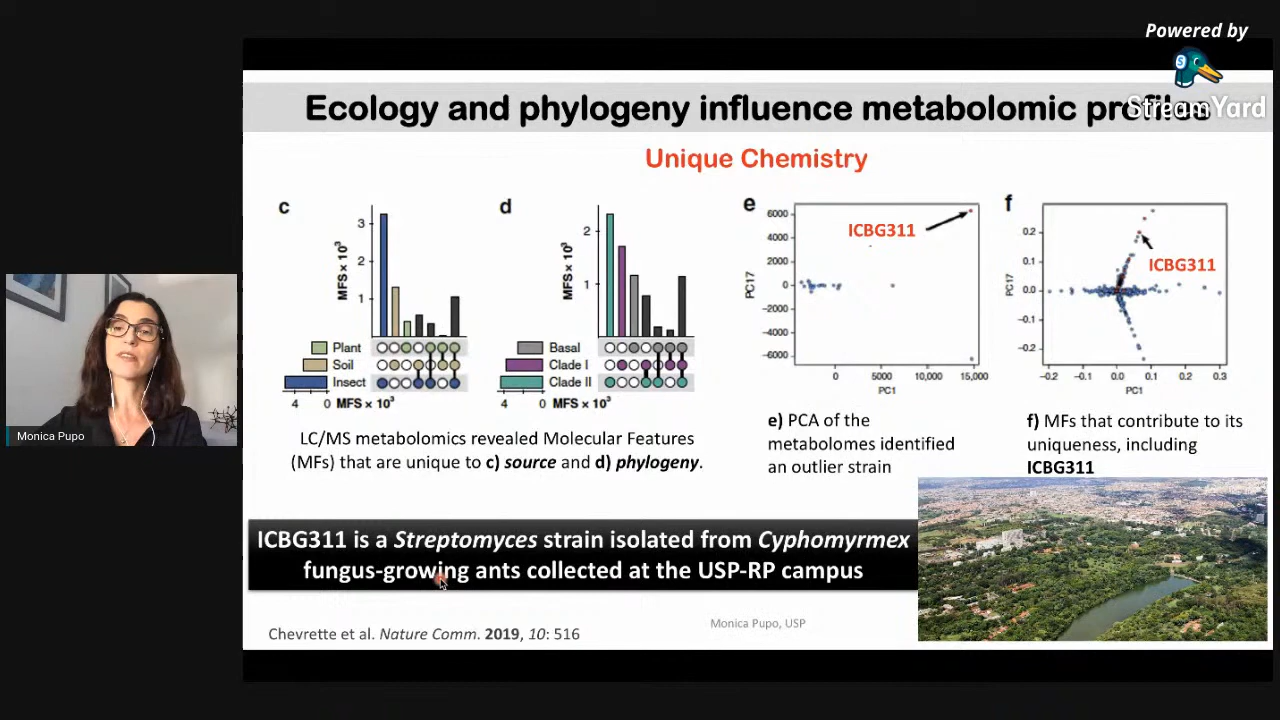 Powered by
StreamYard
Ecology and phylogeny influence metabolomic profiles
Unique Chemistry
c
MFS × 10³
3
2
1
Plant
Soil
Insect
4 0 MFS × 10³
d
MFS × 10³
2
1
Basal
Clade I
Clade II
4 0 MFS × 10³
LC/MS metabolomics revealed Molecular Features
(MFs) that are unique to c) source and d) phylogeny.
e
PC17
6000
4000
2000
0
−2000
−4000
−6000
ICBG311
0 5000 10,000 15,000
PC1
e) PCA of the
metabolomes identified
an outlier strain
f
PC17
0.2
0.1
0.0
−0.1
−0.2
ICBG311
−0.2 −0.1 0.0 0.1 0.2 0.3
PC1
f) MFs that contribute to its
uniqueness, including
ICBG311
ICBG311 is a Streptomyces strain isolated from Cyphomyrmex
fungus-growing ants collected at the USP-RP campus
Chevrette et al. Nature Comm. 2019, 10: 516
Monica Pupo, USP
Monica Pupo